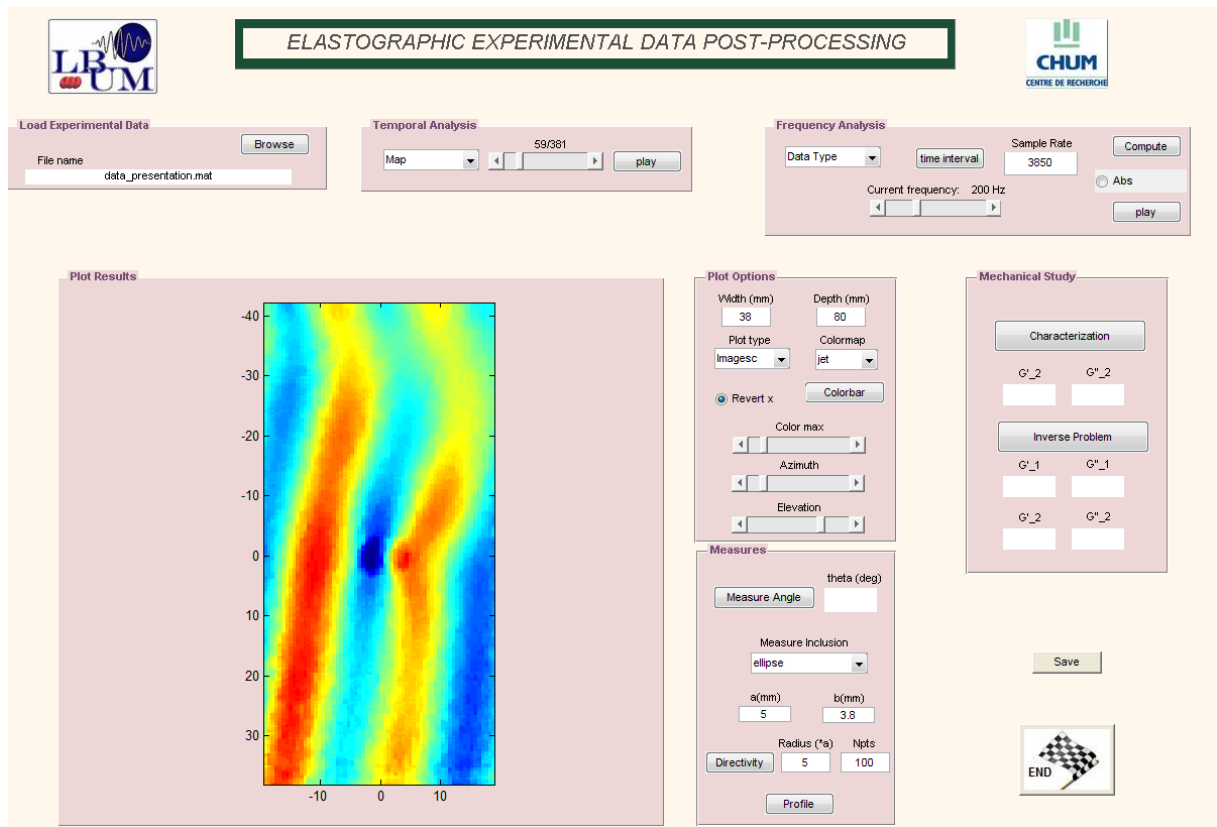 LBUM
ELASTOGRAPHIC EXPERIMENTAL DATA POST-PROCESSING
CHUM
CENTRE DE RECHERCHE
Load Experimental Data
Browse
File name
data_presentation.mat
Temporal Analysis
Map
59/381
play
Frequency Analysis
Data Type
time interval
Sample Rate
3850
Compute
Abs
Current frequency: 200 Hz
play
Plot Results
-40
-30
-20
-10
0
10
20
30
-10 0 10
Plot Options
Width (mm) Depth (mm)
38 80
Plot type Colormap
Imagesc jet
Revert x Colorbar
Color max
Azimuth
Elevation
Measures
theta (deg)
Measure Angle
Measure Inclusion
ellipse
a(mm) b(mm)
5 3.8
Radius (*a) Npts
Directivity 5 100
Profile
Mechanical Study
Characterization
G'_2 G"_2
Inverse Problem
G'_1 G"_1
G'_2 G"_2
Save
END